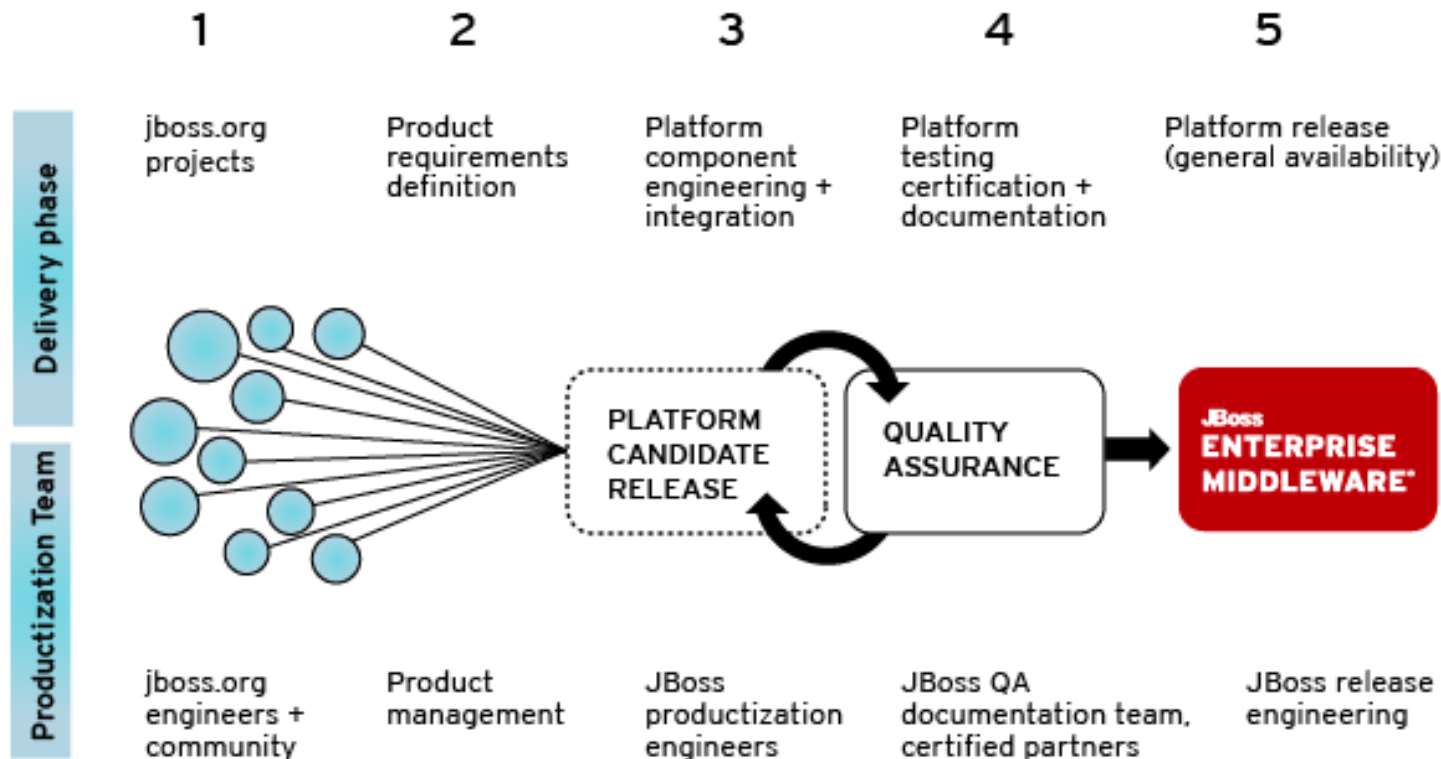 1
2
3
4
5
Delivery phase
jboss.org
projects
Product
requirements
definition
Platform
component
engineering +
integration
Platform
testing
certification +
documentation
Platform release
(general availability)
PLATFORM
CANDIDATE
RELEASE
QUALITY
ASSURANCE
JBoss
ENTERPRISE
MIDDLEWARE*
Productization Team
jboss.org
engineers +
community
Product
management
JBoss
productization
engineers
JBoss QA
documentation team,
certified partners
JBoss release
engineering